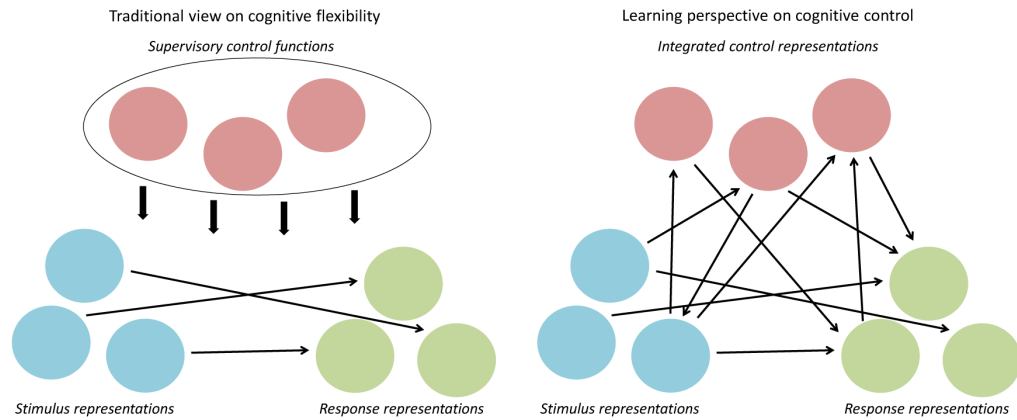 Traditional view on cognitive flexibility
Supervisory control functions
Stimulus representations
Response representations
Learning perspective on cognitive control
Integrated control representations
Stimulus representations
Response representations